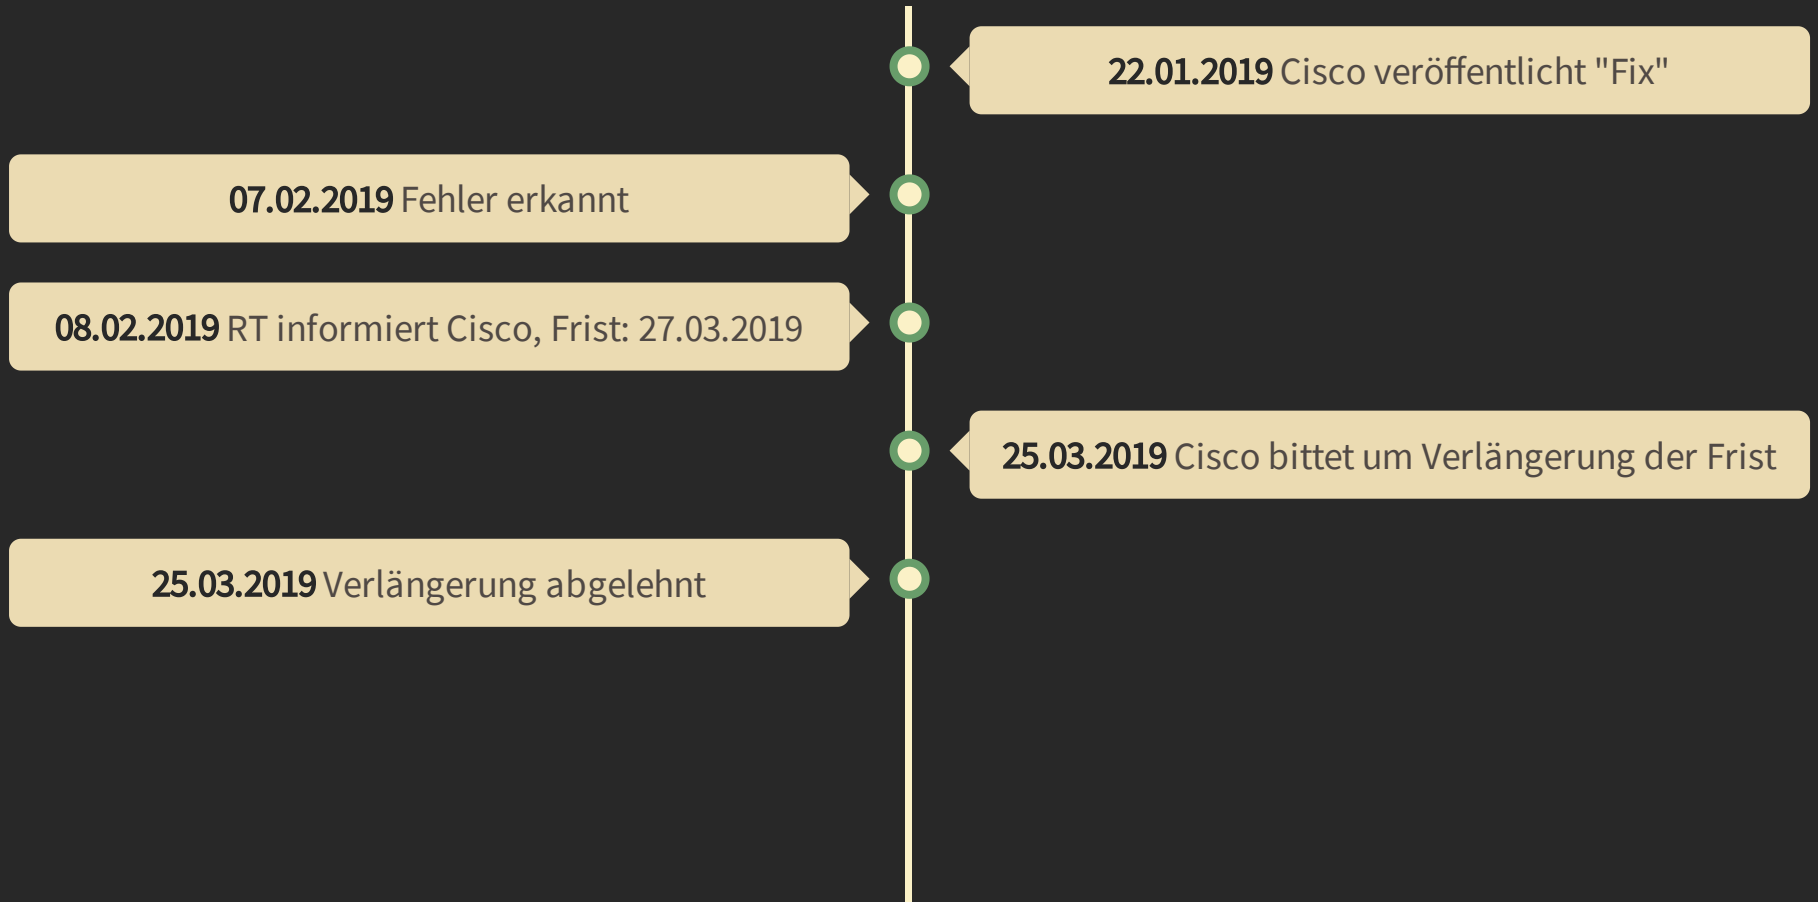 22.01.2019 Cisco veröffentlicht "Fix"
07.02.2019 Fehler erkannt
08.02.2019 RT informiert Cisco, Frist: 27.03.2019
25.03.2019 Cisco bittet um Verlängerung der Frist
25.03.2019 Verlängerung abgelehnt